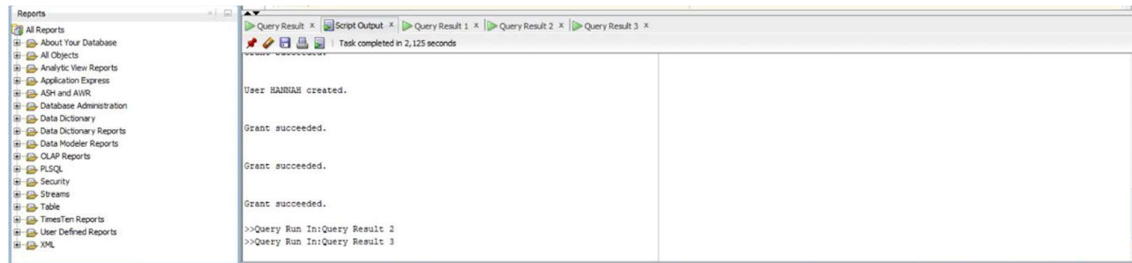 Reports
All Reports
About Your Database
All Objects
Analytic View Reports
Application Express
ASH and AWR
Database Administration
Data Dictionary
Data Dictionary Reports
Data Modeler Reports
OLAP Reports
PLSQL
Security
Streams
Table
TimesTen Reports
User Defined Reports
XML
Query Result x Script Output x Query Result 1 x Query Result 2 x Query Result 3 x
Task completed in 2,125 seconds
Grant succeeded.
User HANNAH created.
Grant succeeded.
Grant succeeded.
Grant succeeded.
>>Query Run In:Query Result 2
>>Query Run In:Query Result 3